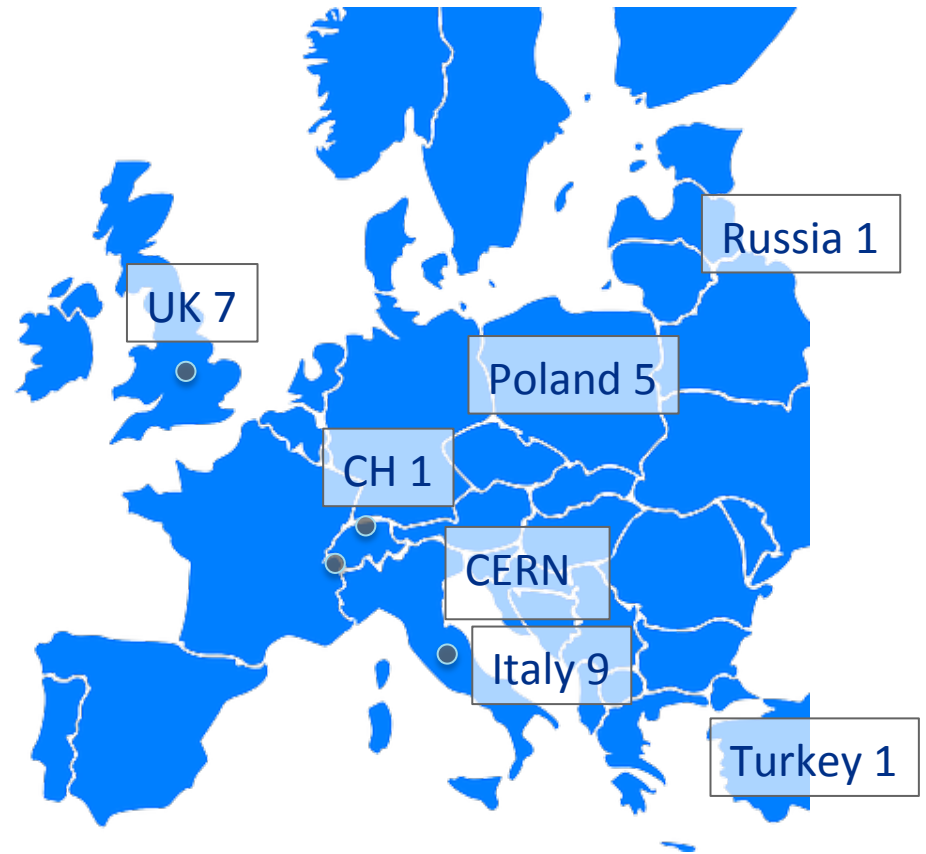 Russia 1
UK 7
Poland 5
CH 1
CERN
Italy 9
Turkey 1